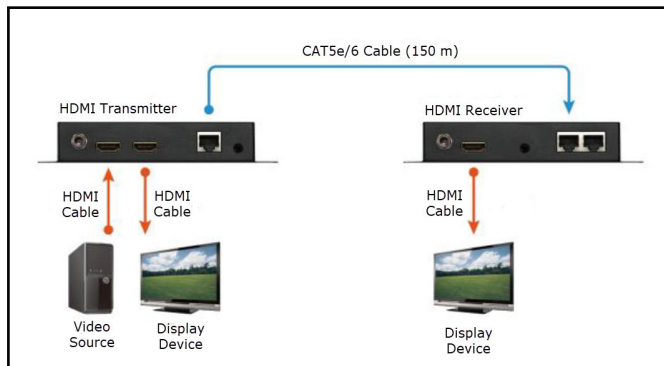 CAT5e/6 Cable (150 m)
HDMI Transmitter
HDMI Receiver
HDMI
Cable
HDMI
Cable
HDMI
Cable
Video
Source
Display
Device
Display
Device